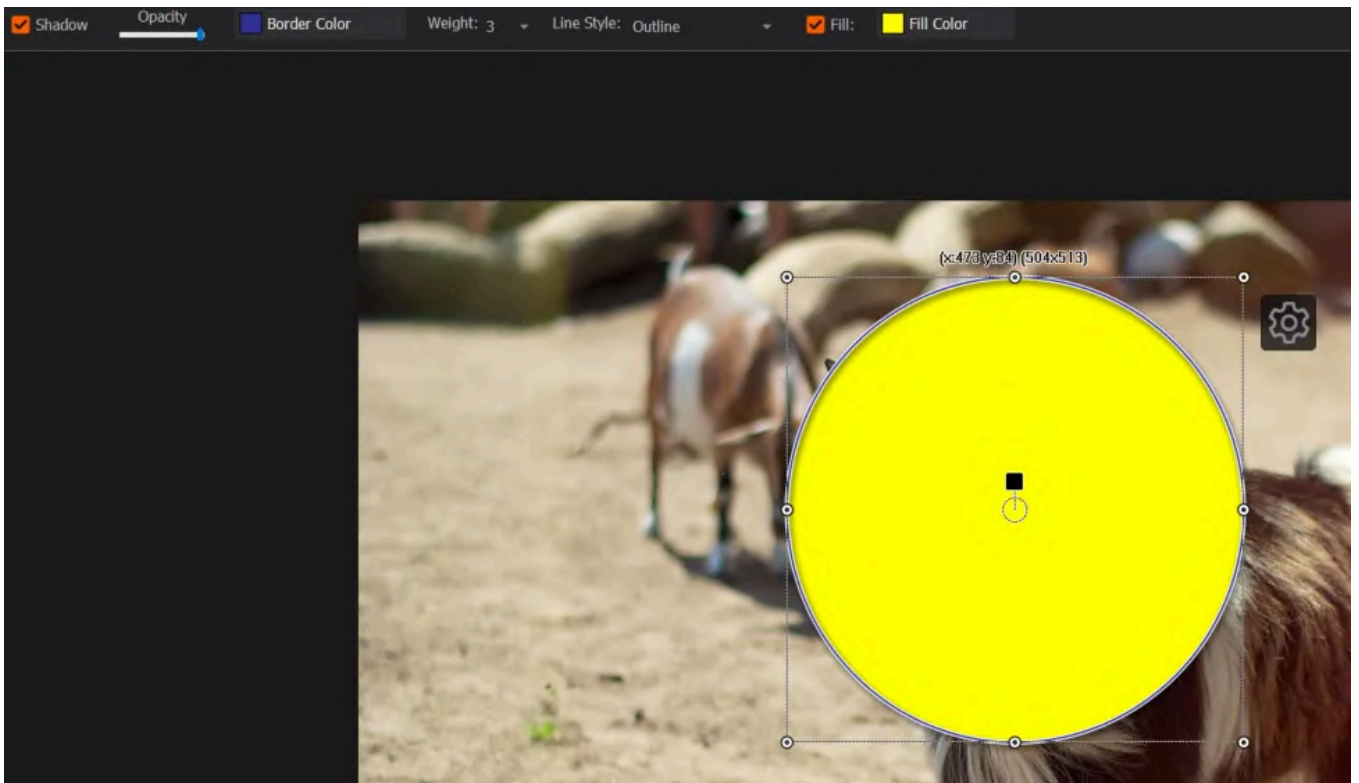 Shadow
Opacity
Border Color
Weight: 3
Line Style: Outline
Fill:
Fill Color
(x:473 y:84) (504x513)